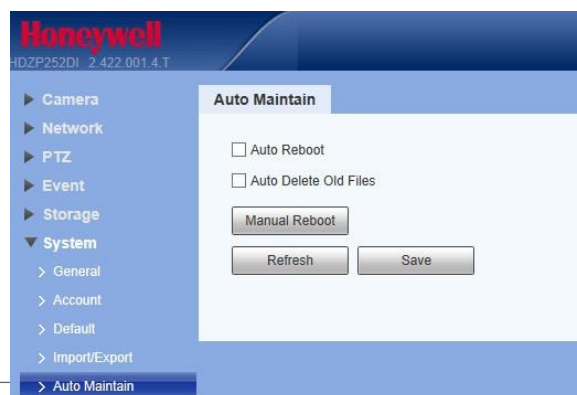 Honeywell
HDZP252DI 2.422.001.4.T
Camera
Network
PTZ
Event
Storage
System
General
Account
Default
Import/Export
Auto Maintain
Auto Maintain
Auto Reboot
Auto Delete Old Files
Manual Reboot
Refresh Save